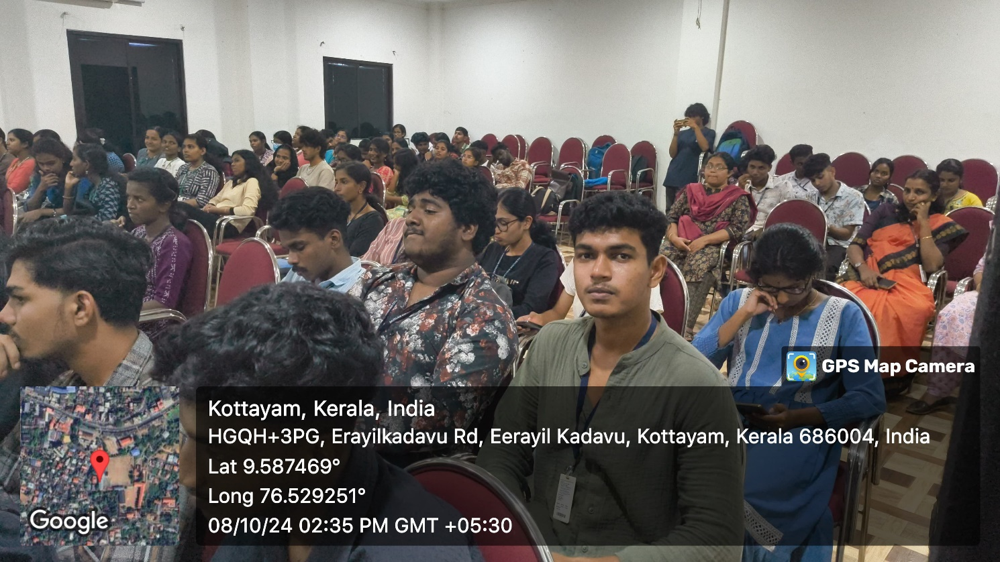 GPS Map Camera
Kottayam, Kerala, India
HGQH+3PG, Erayilkadavu Rd, Eerayil Kadavu, Kottayam, Kerala 686004, India
Lat 9.587469°
Long 76.529251°
08/10/24 02:35 PM GMT +05:30
Google